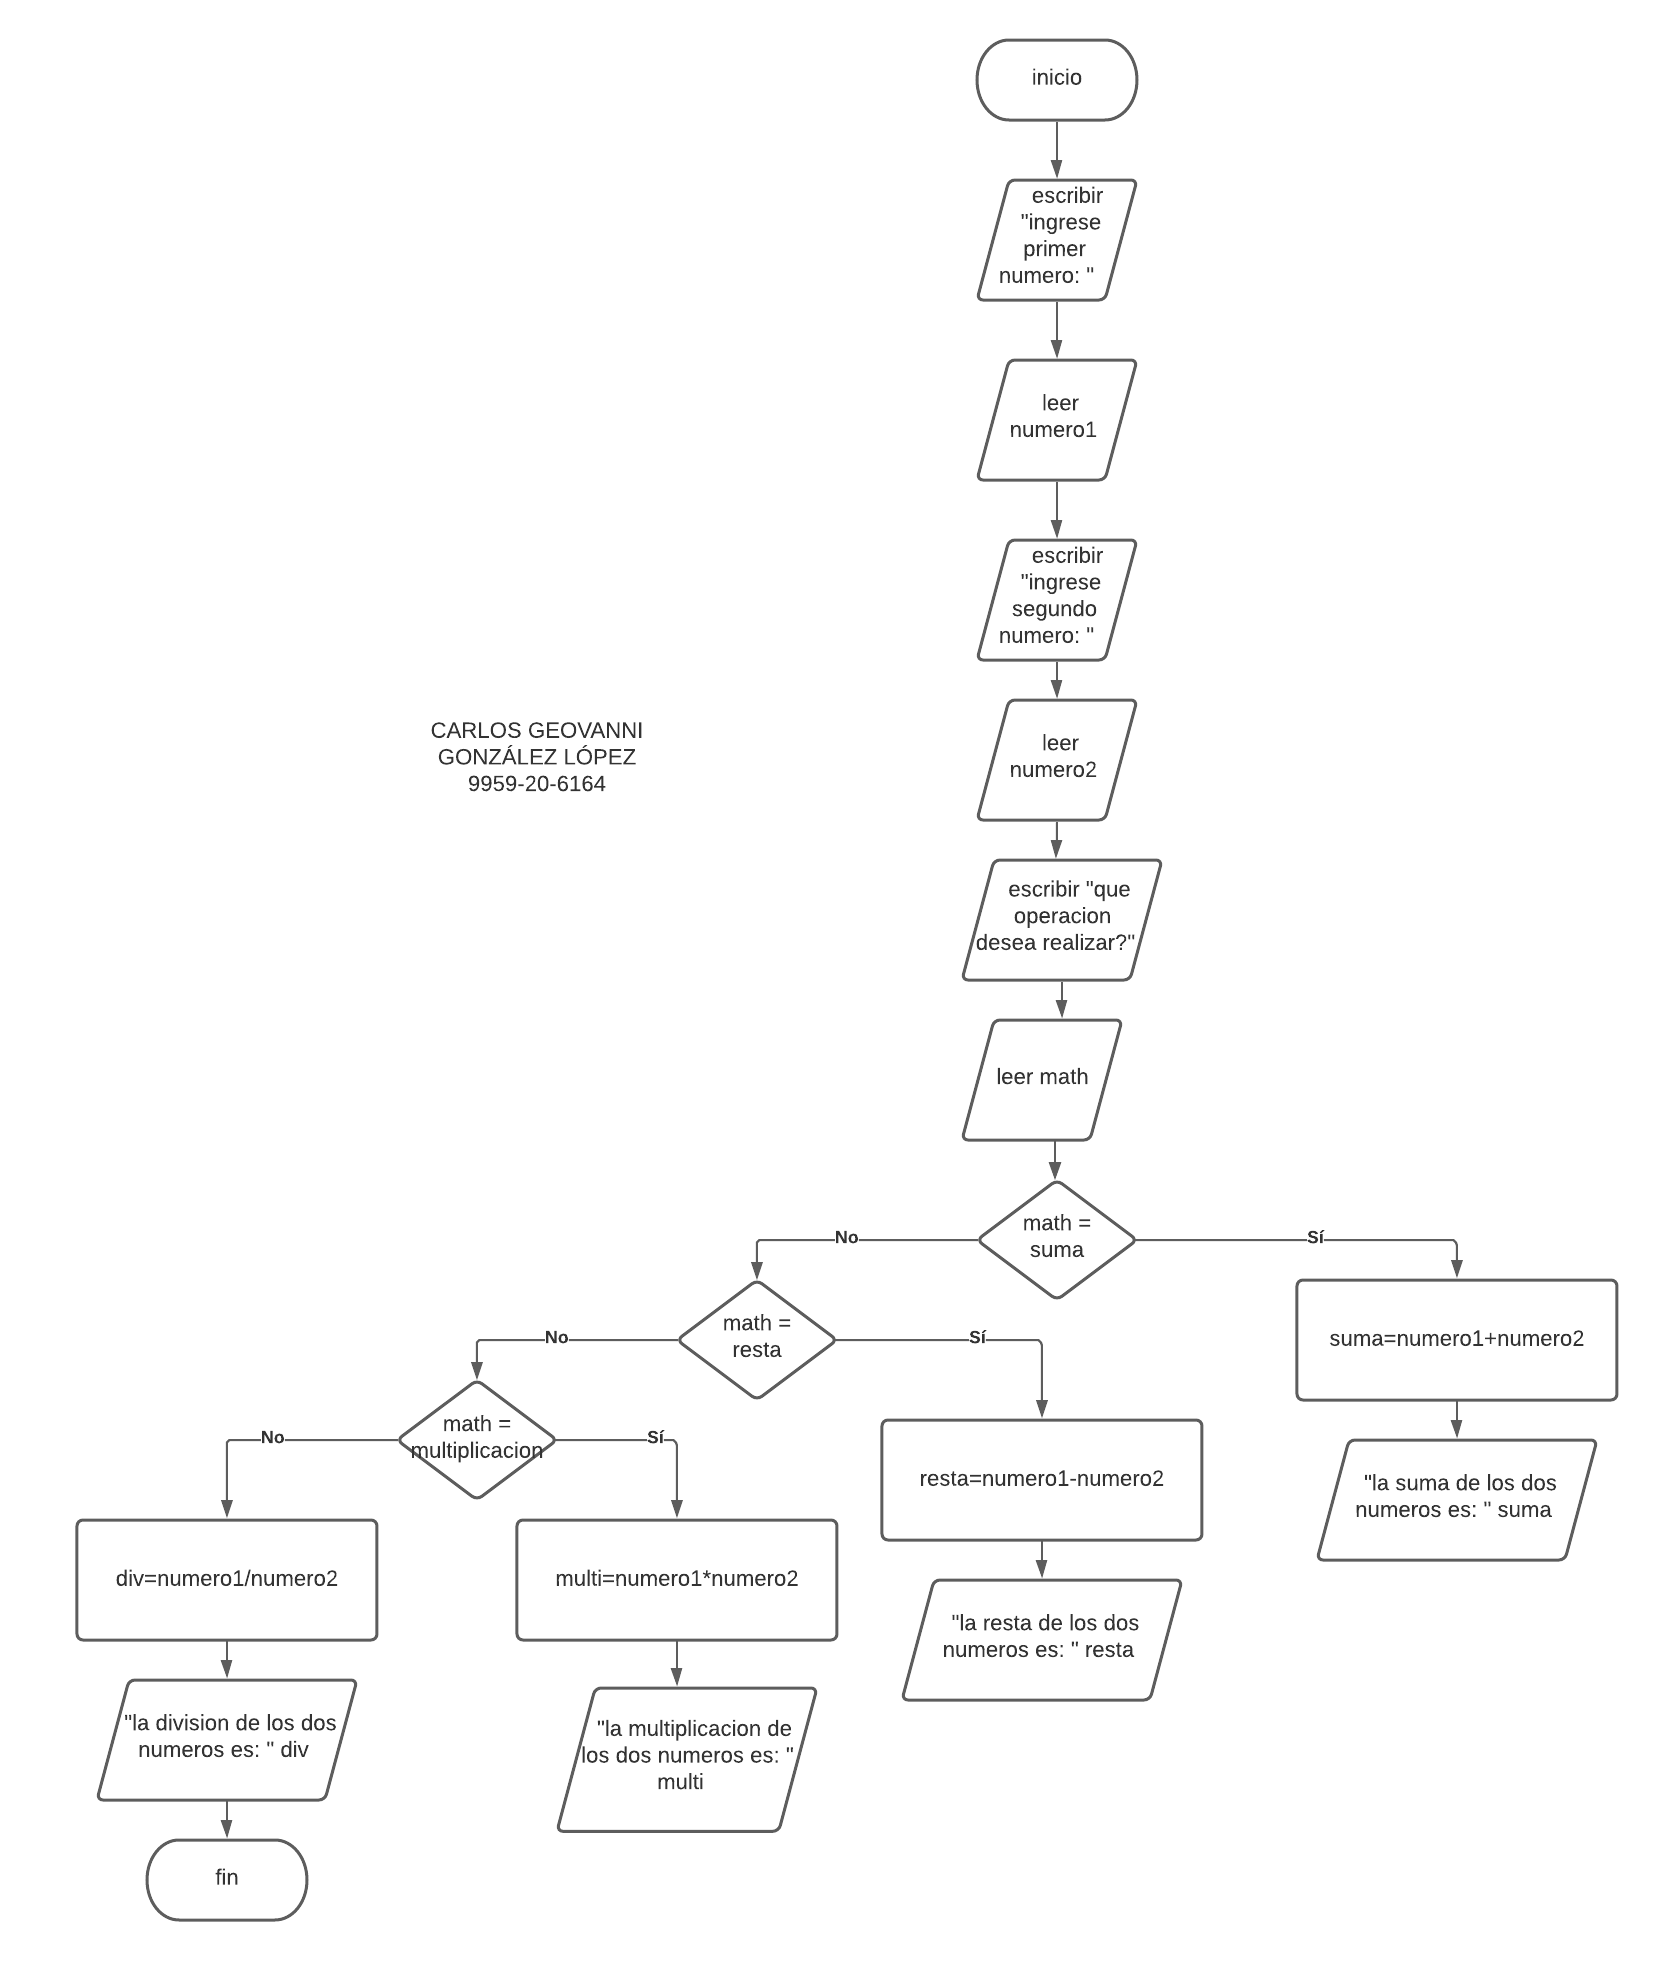 inicio
escribir
"ingrese
primer
numero: "
leer
numero1
escribir
"ingrese
segundo
numero: "
CARLOS GEOVANNI
GONZÁLEZ LÓPEZ
9959-20-6164
leer
numero2
escribir "que
operacion
desea realizar?"
leer math
math =
suma
No
Sí
math =
resta
No
Sí
suma=numero1+numero2
math =
multiplicacion
No
Sí
resta=numero1-numero2
"la suma de los dos
numeros es: " suma
div=numero1/numero2
multi=numero1*numero2
"la resta de los dos
numeros es: " resta
"la division de los dos
numeros es: " div
"la multiplicacion de
los dos numeros es: "
multi
fin